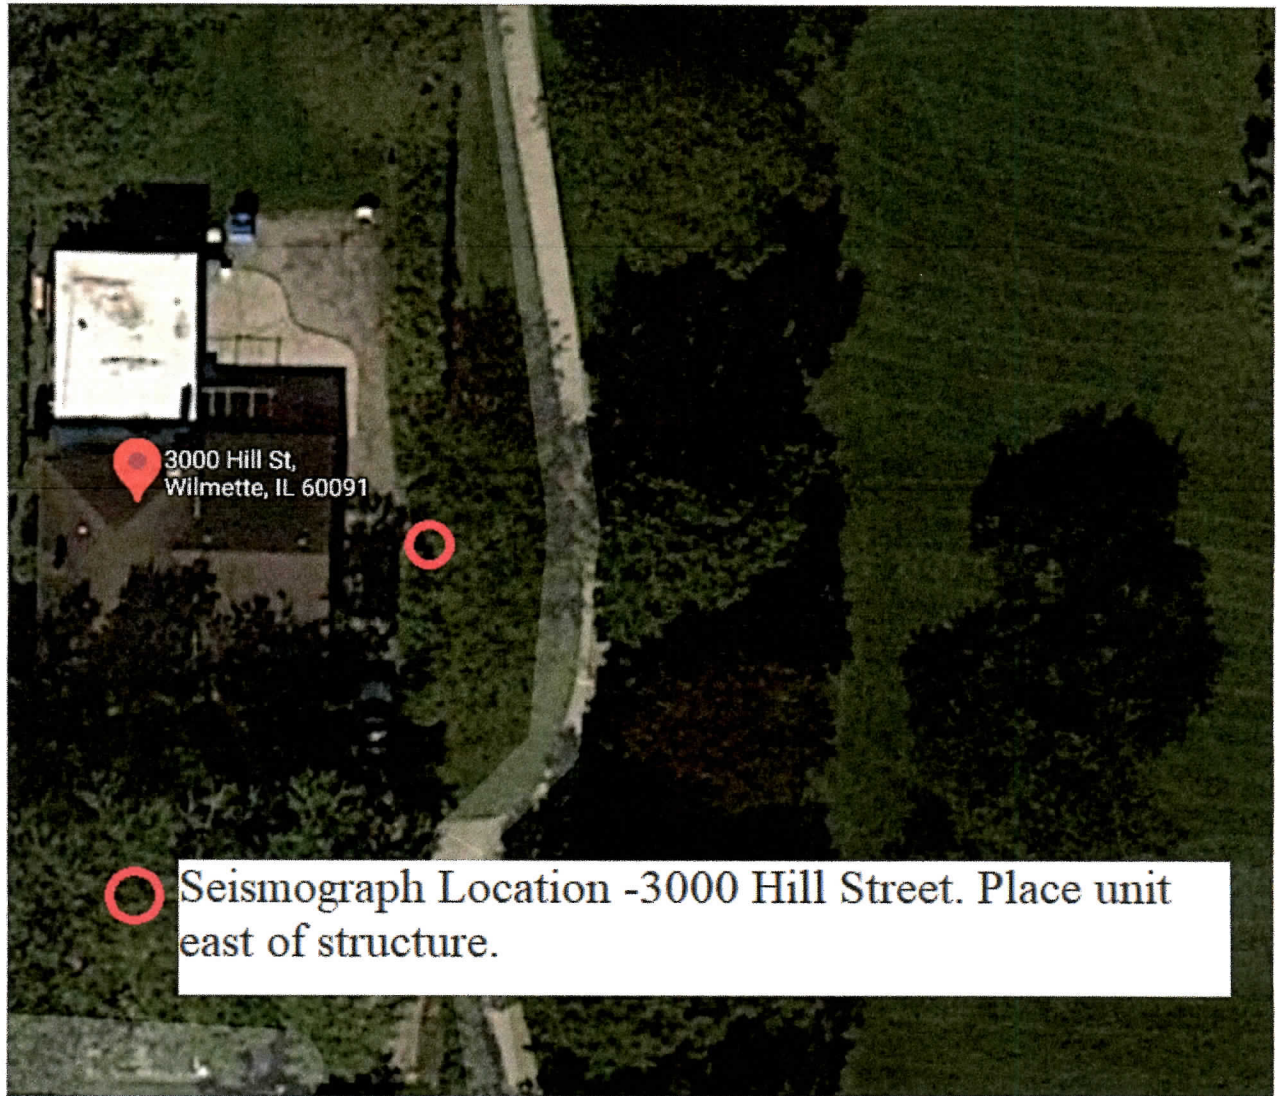 3000 Hill St,
Wilmette, IL 60091
Seismograph Location -3000 Hill Street. Place unit
east of structure.